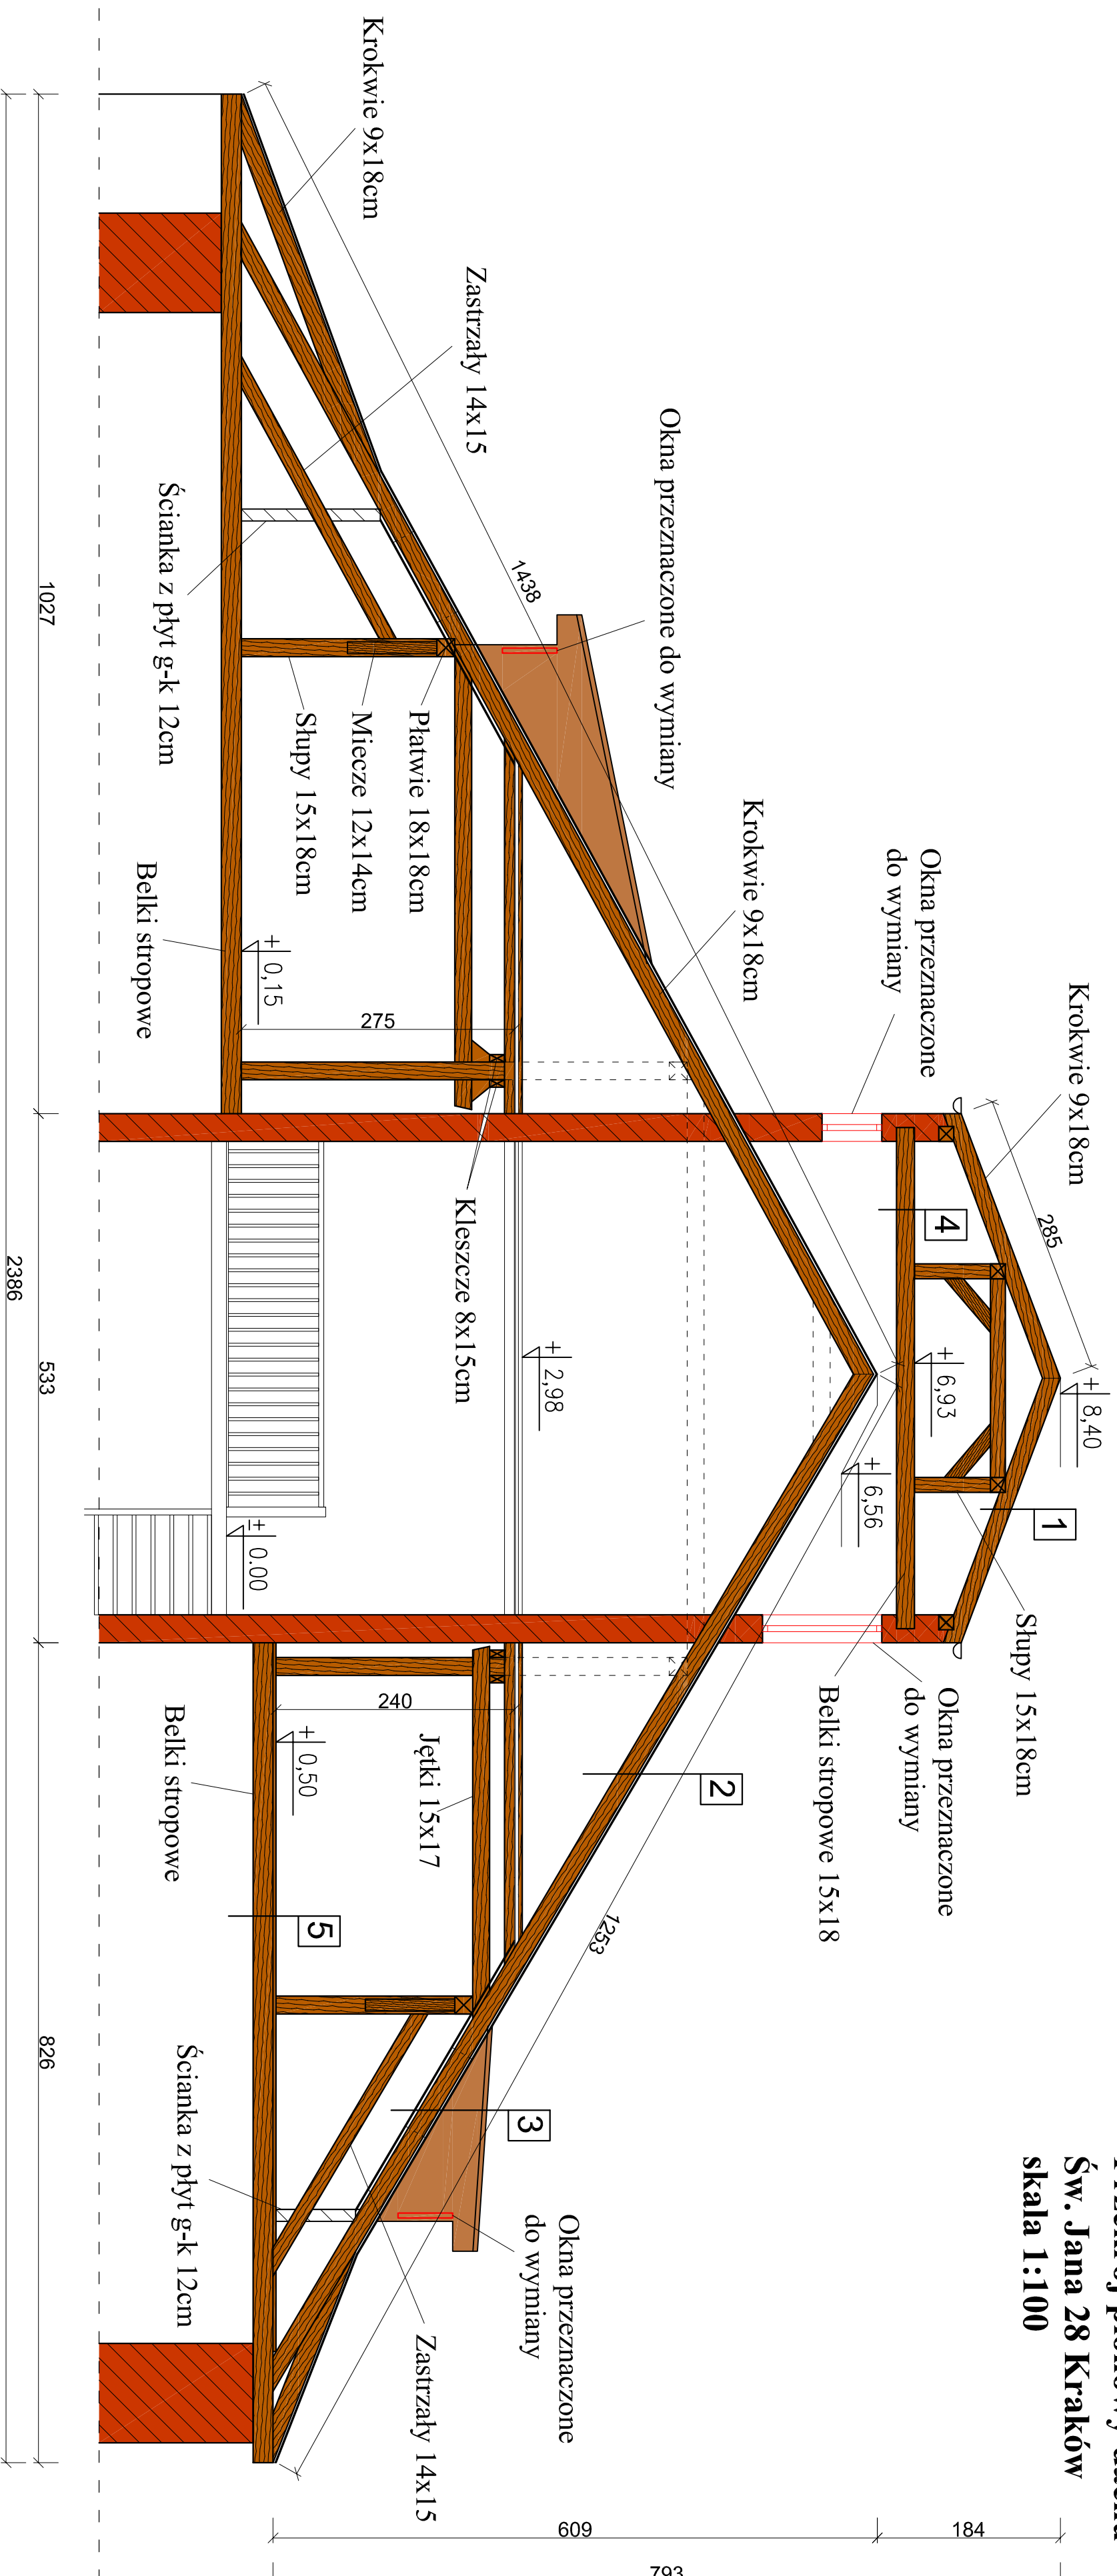 Św. Jana 28 Kraków
skala 1:100
Krokwie 9x18cm
285
+ 8,40
1
Słupy 15x18cm
Okna przeznaczone
do wymiany
4
+ 6,93
+ 6,56
Belki stropowe 15x18
Okna przeznaczone
do wymiany
Krokwie 9x18cm
Okna przeznaczone do wymiany
1438
2
1253
Krokwie 9x18cm
Zastrzały 14x15
Płatwie 18x18cm
Miecze 12x14cm
Słupy 15x18cm
275
Kleszcze 8x15cm
+ 2,98
240
Jętki 15x17
3
Okna przeznaczone
do wymiany
Zastrzały 14x15
+ 0,15
± 0.00
+ 0,50
5
Ścianka z płyt g-k 12cm
Belki stropowe
Belki stropowe
Ścianka z płyt g-k 12cm
1027
533
826
2386
184
609
793